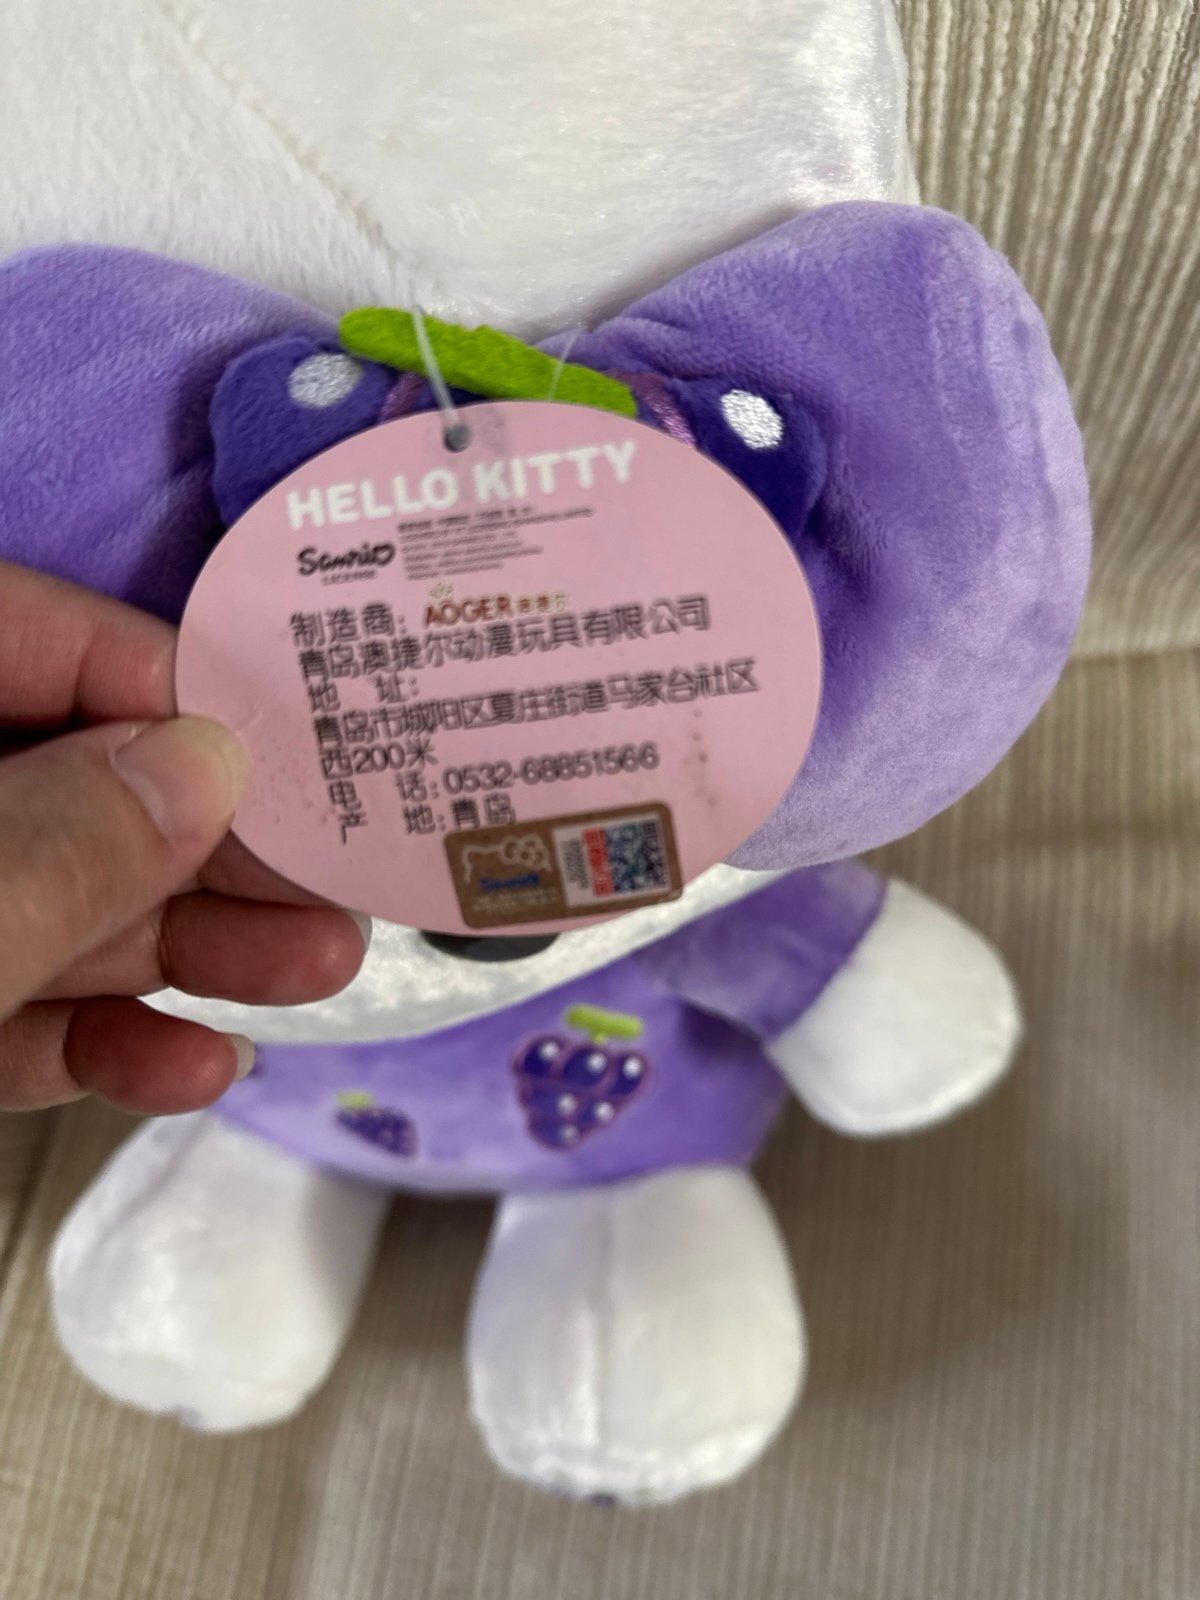 HELLO KITTY
Sanrio
LICENSE
制造商: AOGER
青岛澳捷尔动漫玩具有限公司
地 址:
青岛市城阳区夏庄街道马家台社区
西200米
电 话: 0532-68851566
产 地: 青岛
Sanrio